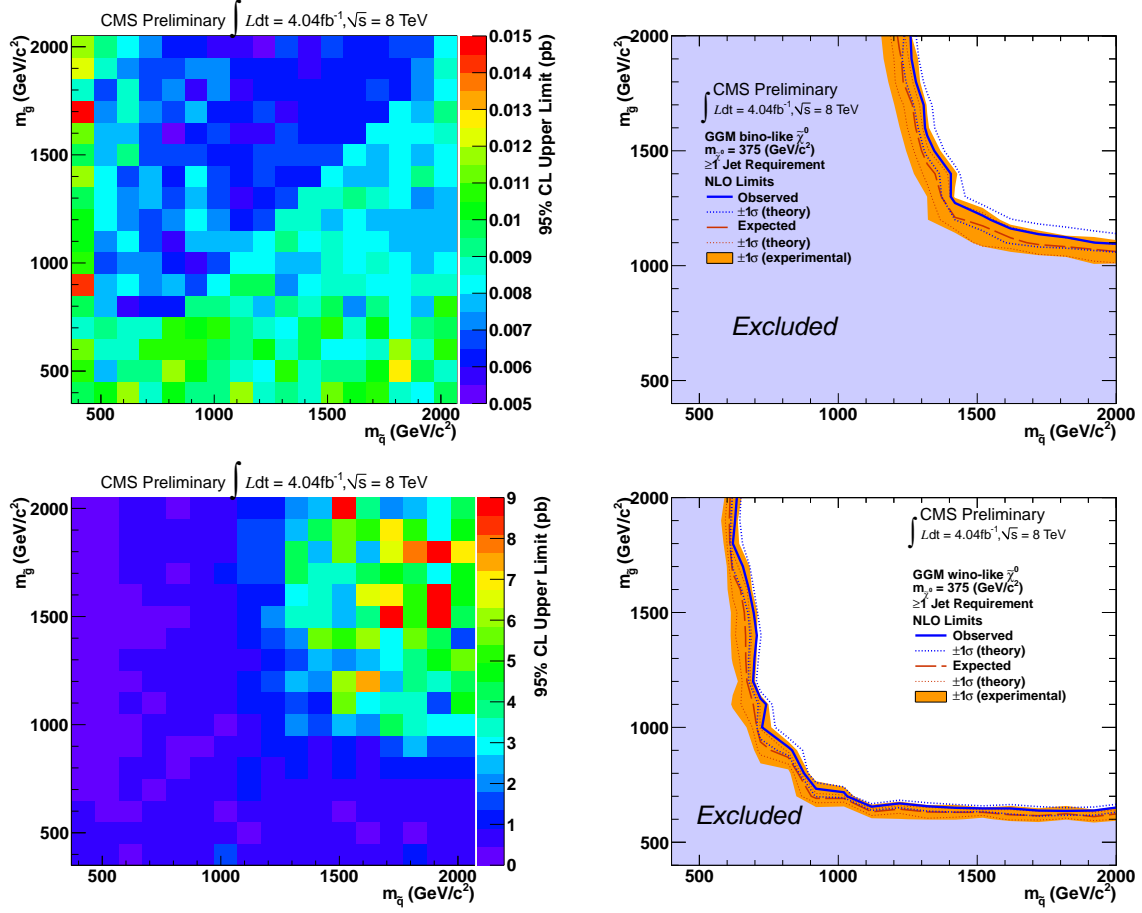 CMS Preliminary ∫ Ldt = 4.04fb⁻¹,√s = 8 TeV
m_g̃ (GeV/c²)
2000
1500
1000
500
500 1000 1500 2000
m_q̃ (GeV/c²)
0.015
0.014
0.013
0.012
0.015
0.01
0.009
0.008
0.007
0.006
0.005
95% CL Upper Limit (pb)
m_g̃ (GeV/c²)
2000
1500
1000
500
CMS Preliminary
∫ Ldt = 4.04fb⁻¹,√s = 8 TeV
GGM bino-like χ̃⁰
m_χ̃⁰ = 375 (GeV/c²)
≥1 Jet Requirement
NLO Limits
Observed
±1σ (theory)
Expected
±1σ (theory)
±1σ (experimental)
Excluded
500 1000 1500 2000
m_q̃ (GeV/c²)
CMS Preliminary ∫ Ldt = 4.04fb⁻¹,√s = 8 TeV
m_g̃ (GeV/c²)
2000
1500
1000
500
500 1000 1500 2000
m_q̃ (GeV/c²)
9
8
7
6
5
4
3
2
1
0
95% CL Upper Limit (pb)
m_g̃ (GeV/c²)
2000
1500
1000
500
CMS Preliminary
∫ Ldt = 4.04fb⁻¹,√s = 8 TeV
GGM wino-like χ̃⁰
m_χ̃⁰ = 375 (GeV/c²)
≥1 Jet Requirement
NLO Limits
Observed
±1σ (theory)
Expected
±1σ (theory)
±1σ (experimental)
Excluded
500 1000 1500 2000
m_q̃ (GeV/c²)